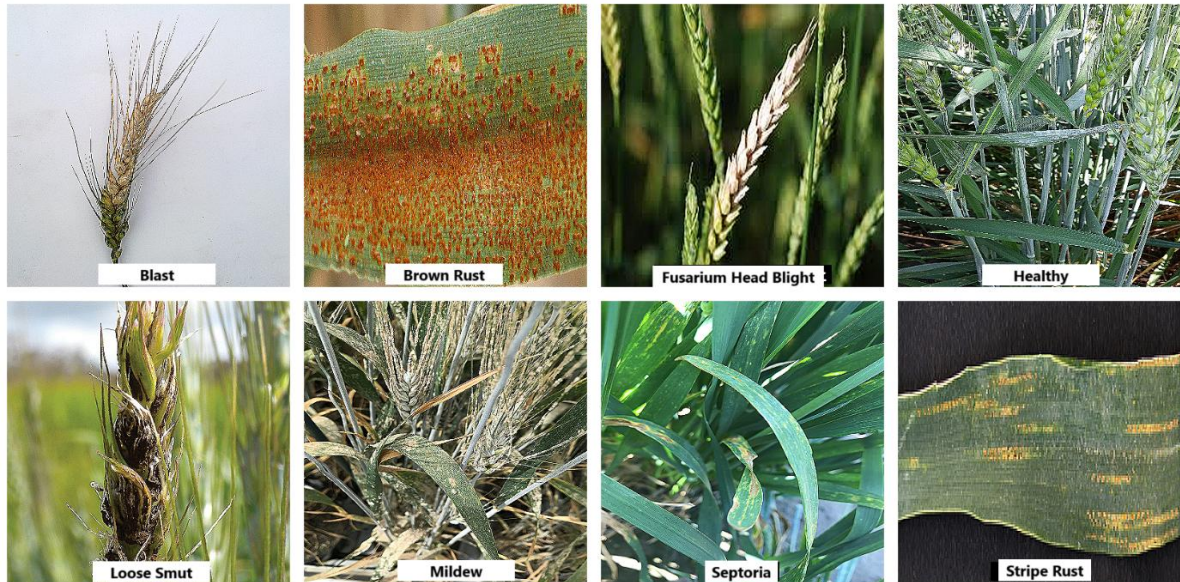 Blast
Brown Rust
Fusarium Head Blight
Healthy
Loose Smut
Mildew
Septoria
Stripe Rust